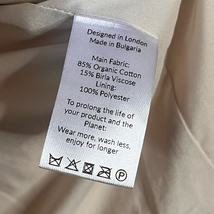 Designed in London
Made in Bulgaria
Main Fabric:
85% Organic Cotton
15% Birla Viscose
Lining:
100% Polyester
To prolong the life of
your product and the
Planet:
Wear more, wash less,
enjoy for longer
P